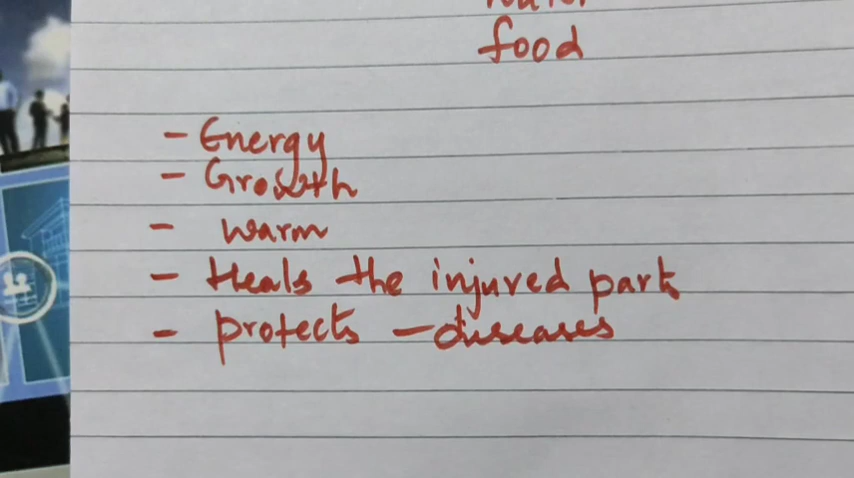 food
- Energy
- Growth
- warm
- Heals the injured part
- protects - diseases